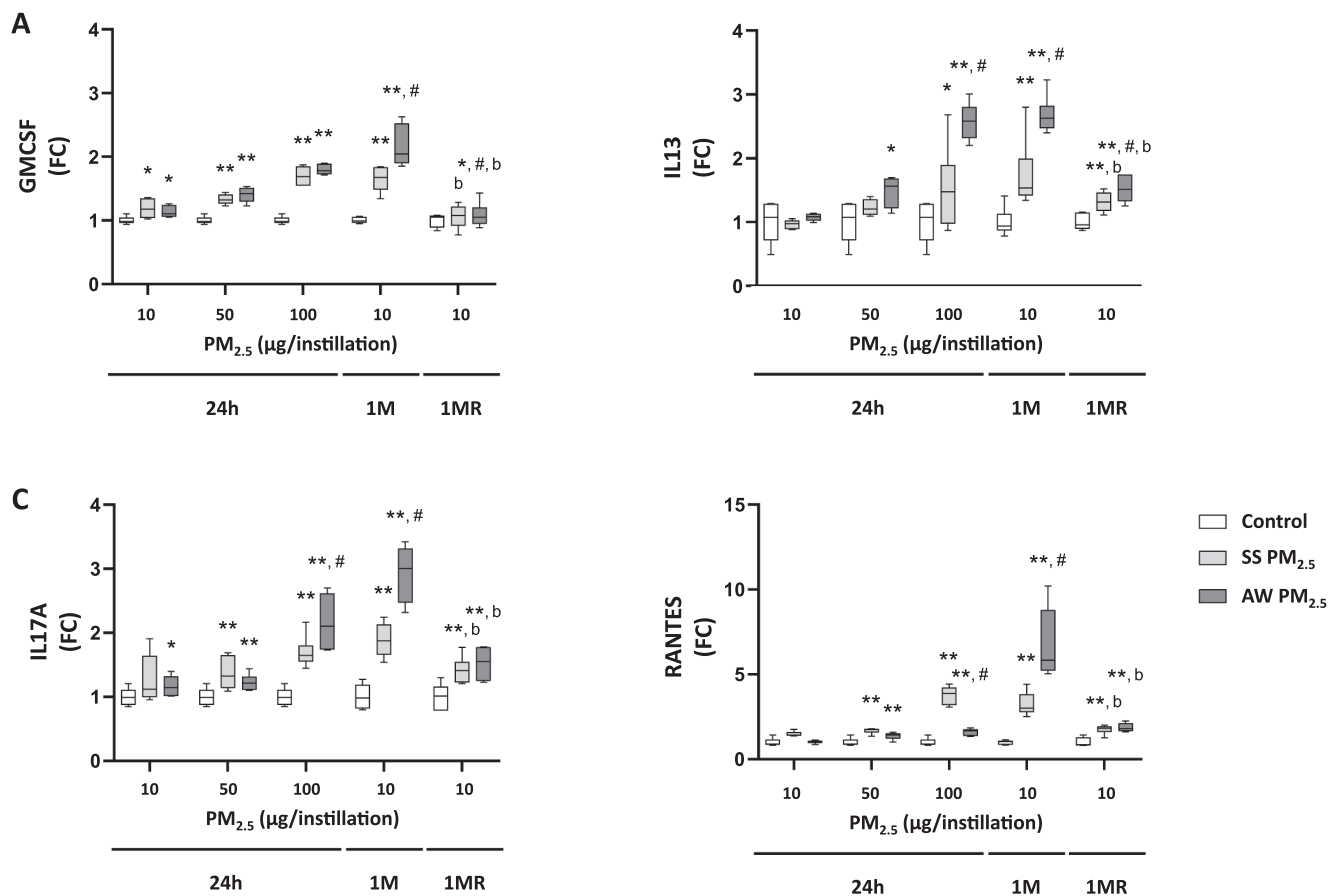 A
GMCSF
(FC)
4
3
2
1
0
*
*
**
**
**
**
**
**, #
*, #, b
b
10
50
100
10
10
PM2.5 (µg/instillation)
24h
1M
1MR
IL13
(FC)
4
3
2
1
0
*
*
**, #
**
**, #
**, #, b
**, b
10
50
100
10
10
PM2.5 (µg/instillation)
24h
1M
1MR
C
IL17A
(FC)
4
3
2
1
0
*
**
**
**
**, #
**
**, #
**, b
**, b
10
50
100
10
10
PM2.5 (µg/instillation)
24h
1M
1MR
RANTES
(FC)
15
10
5
0
**
**
**
**, #
**
**, #
**, b
**, b
10
50
100
10
10
PM2.5 (µg/instillation)
24h
1M
1MR
Control
SS PM2.5
AW PM2.5